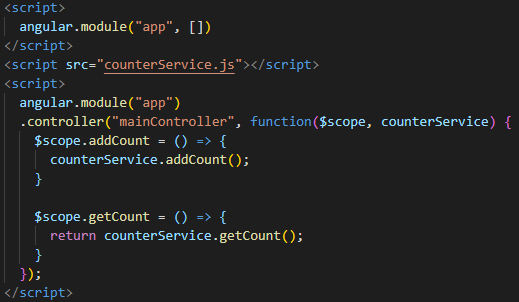 <script>
  angular.module("app", [])
</script>
<script src="counterService.js"></script>
<script>
  angular.module("app")
  .controller("mainController", function($scope, counterService) {
    $scope.addCount = () => {
      counterService.addCount();
    }

    $scope.getCount = () => {
      return counterService.getCount();
    }
  });
</script>